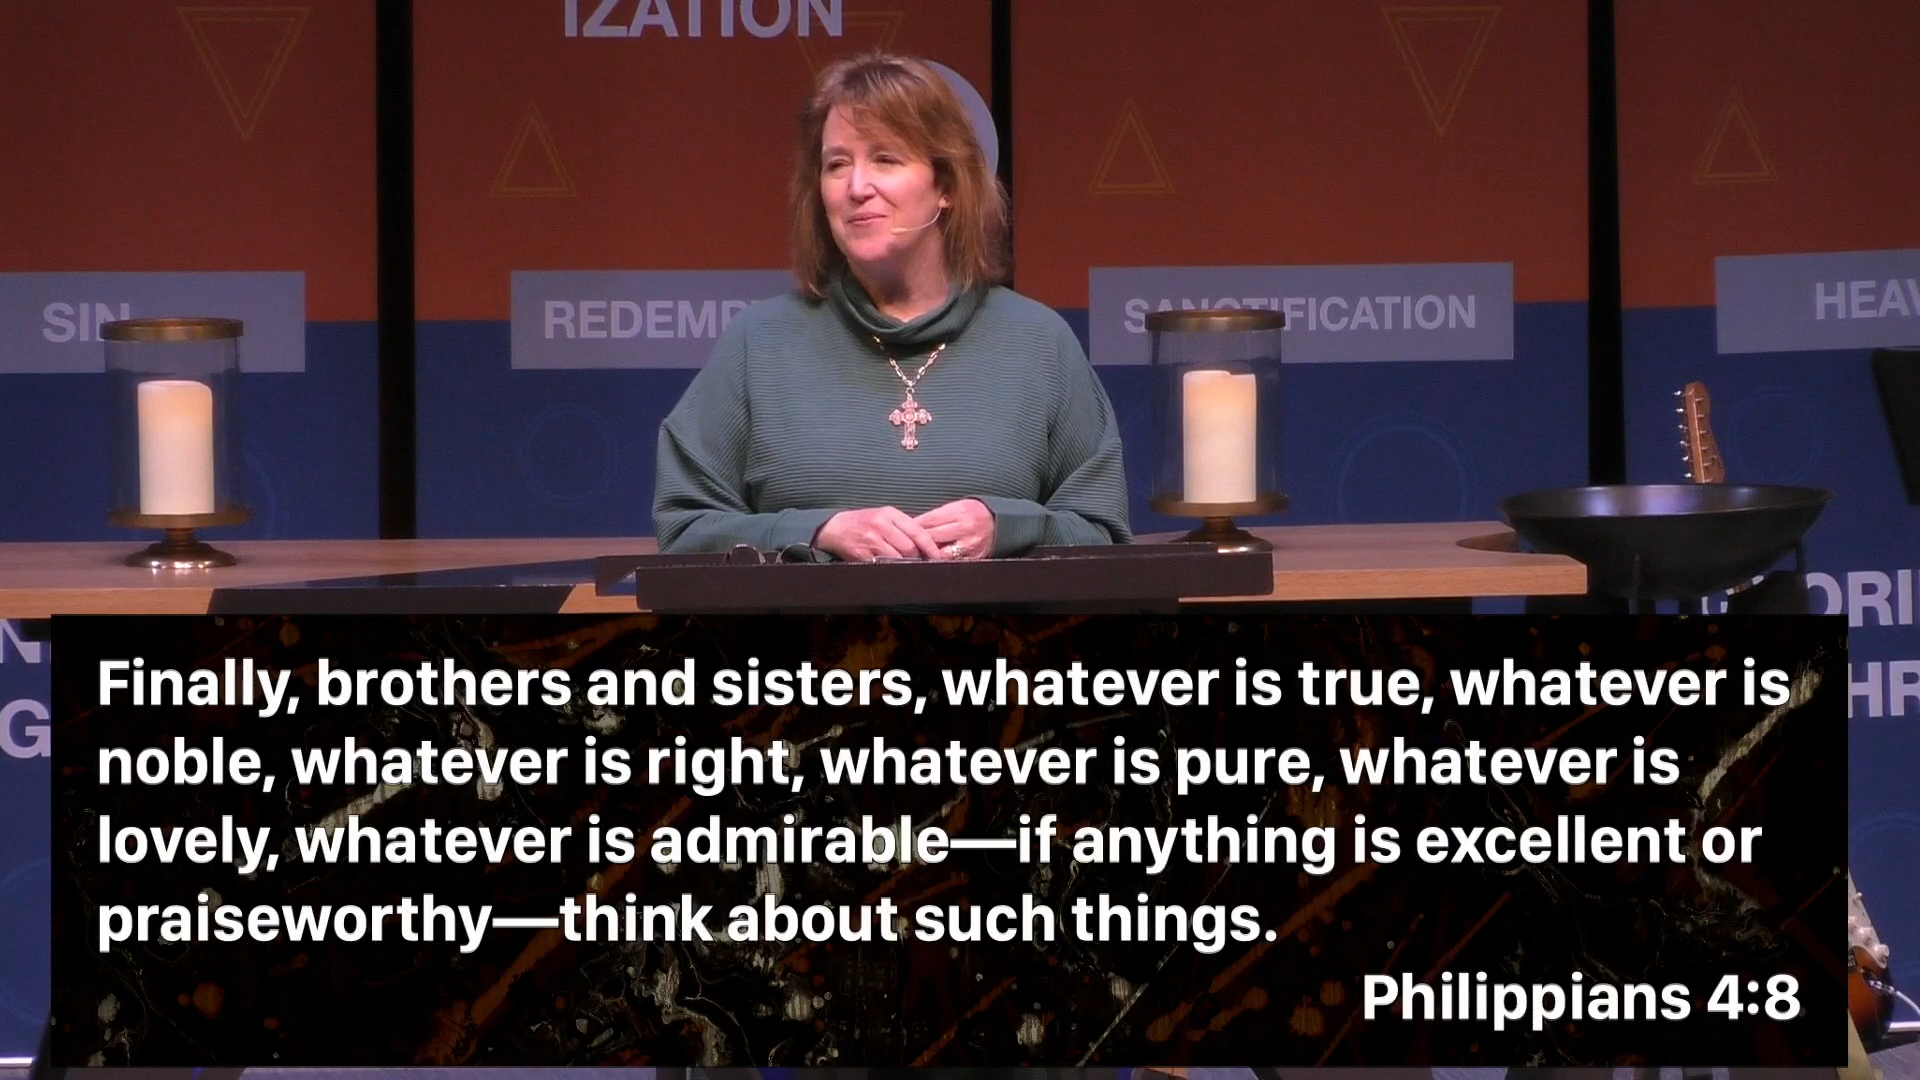 IZATION
SIN
SANCTIFICATION
Finally, brothers and sisters, whatever is true, whatever is
noble, whatever is right, whatever is pure, whatever is
lovely, whatever is admirable—if anything is excellent or
praiseworthy—think about such things.
Philippians 4:8